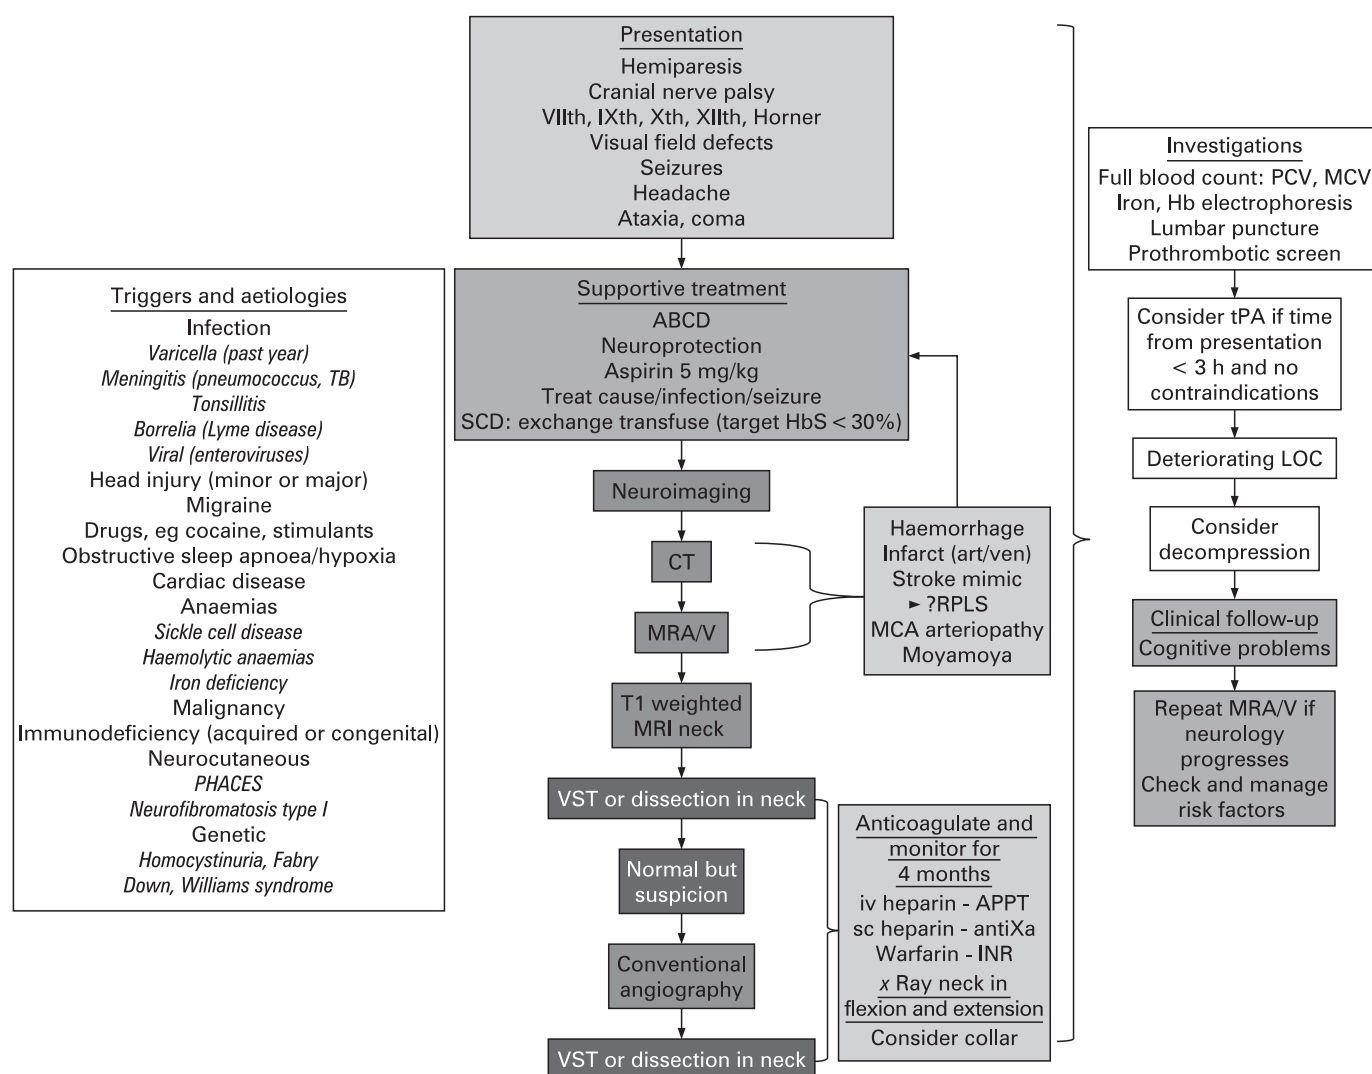 Presentation
Hemiparesis
Cranial nerve palsy
VIIth, IXth, Xth, XIIth, Horner
Visual field defects
Seizures
Headache
Ataxia, coma
Triggers and aetiologies
Infection
Varicella (past year)
Meningitis (pneumococcus, TB)
Tonsillitis
Borrelia (Lyme disease)
Viral (enteroviruses)
Head injury (minor or major)
Migraine
Drugs, eg cocaine, stimulants
Obstructive sleep apnoea/hypoxia
Cardiac disease
Anaemias
Sickle cell disease
Haemolytic anaemias
Iron deficiency
Malignancy
Immunodeficiency (acquired or congenital)
Neurocutaneous
PHACES
Neurofibromatosis type I
Genetic
Homocystinuria, Fabry
Down, Williams syndrome
Supportive treatment
ABCD
Neuroprotection
Aspirin 5 mg/kg
Treat cause/infection/seizure
SCD: exchange transfuse (target HbS < 30%)
Neuroimaging
CT
MRA/V
Haemorrhage
Infarct (art/ven)
Stroke mimic
► ?RPLS
MCA arteriopathy
Moyamoya
T1 weighted
MRI neck
VST or dissection in neck
Normal but
suspicion
Conventional
angiography
VST or dissection in neck
Anticoagulate and
monitor for
4 months
iv heparin - APPT
sc heparin - antiXa
Warfarin - INR
x Ray neck in
flexion and extension
Consider collar
Investigations
Full blood count: PCV, MCV
Iron, Hb electrophoresis
Lumbar puncture
Prothrombotic screen
Consider tPA if time
from presentation
< 3 h and no
contraindications
Deteriorating LOC
Consider
decompression
Clinical follow-up
Cognitive problems
Repeat MRA/V if
neurology
progresses
Check and manage
risk factors